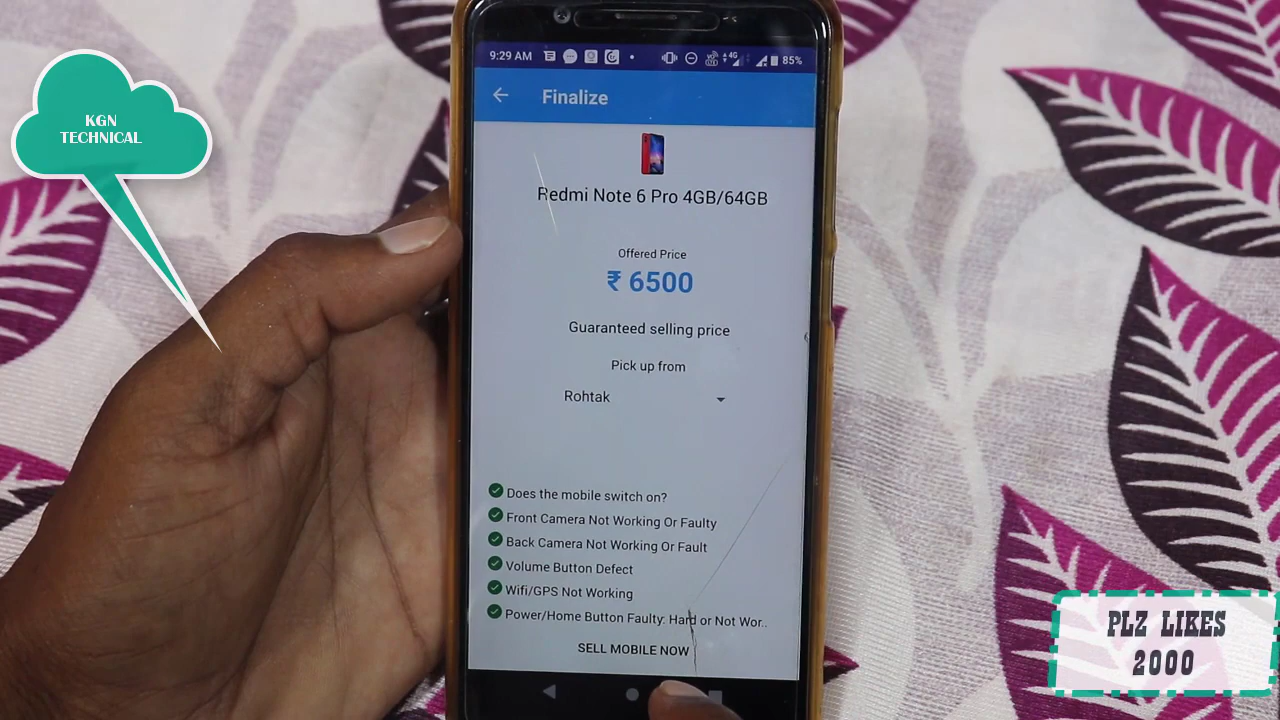 KGN
TECHNICAL
9:29 AM
4G
85%
Finalize
Redmi Note 6 Pro 4GB/64GB
Offered Price
₹ 6500
Guaranteed selling price
Pick up from
Rohtak
Does the mobile switch on?
Front Camera Not Working Or Faulty
Back Camera Not Working Or Fault
Volume Button Defect
Wifi/GPS Not Working
Power/Home Button Faulty: Hard or Not Wor..
SELL MOBILE NOW
PLZ LIKES
2000